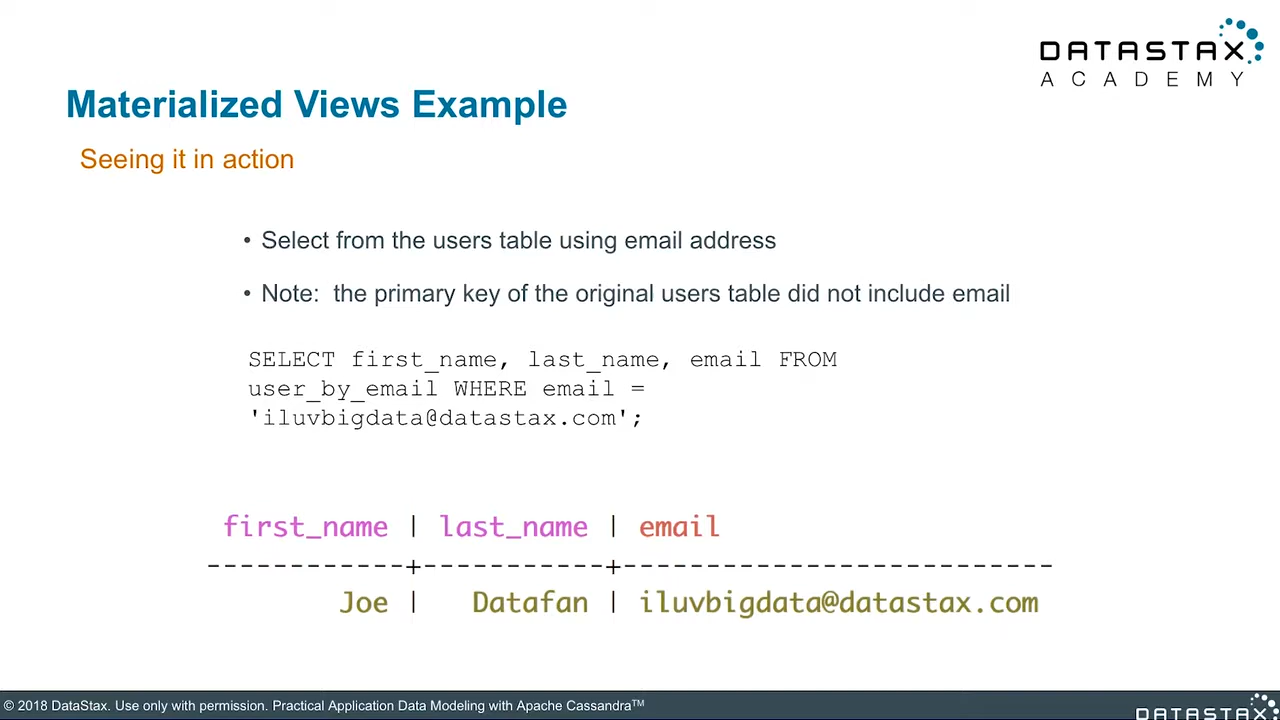 DATASTAX
ACADEMY
Materialized Views Example
Seeing it in action
• Select from the users table using email address
• Note:  the primary key of the original users table did not include email
SELECT first_name, last_name, email FROM
user_by_email WHERE email =
'iluvbigdata@datastax.com';
first_name | last_name | email
------------+-----------+--------------------------
Joe | Datafan | iluvbigdata@datastax.com
© 2018 DataStax. Use only with permission. Practical Application Data Modeling with Apache Cassandra™
DATASTAX